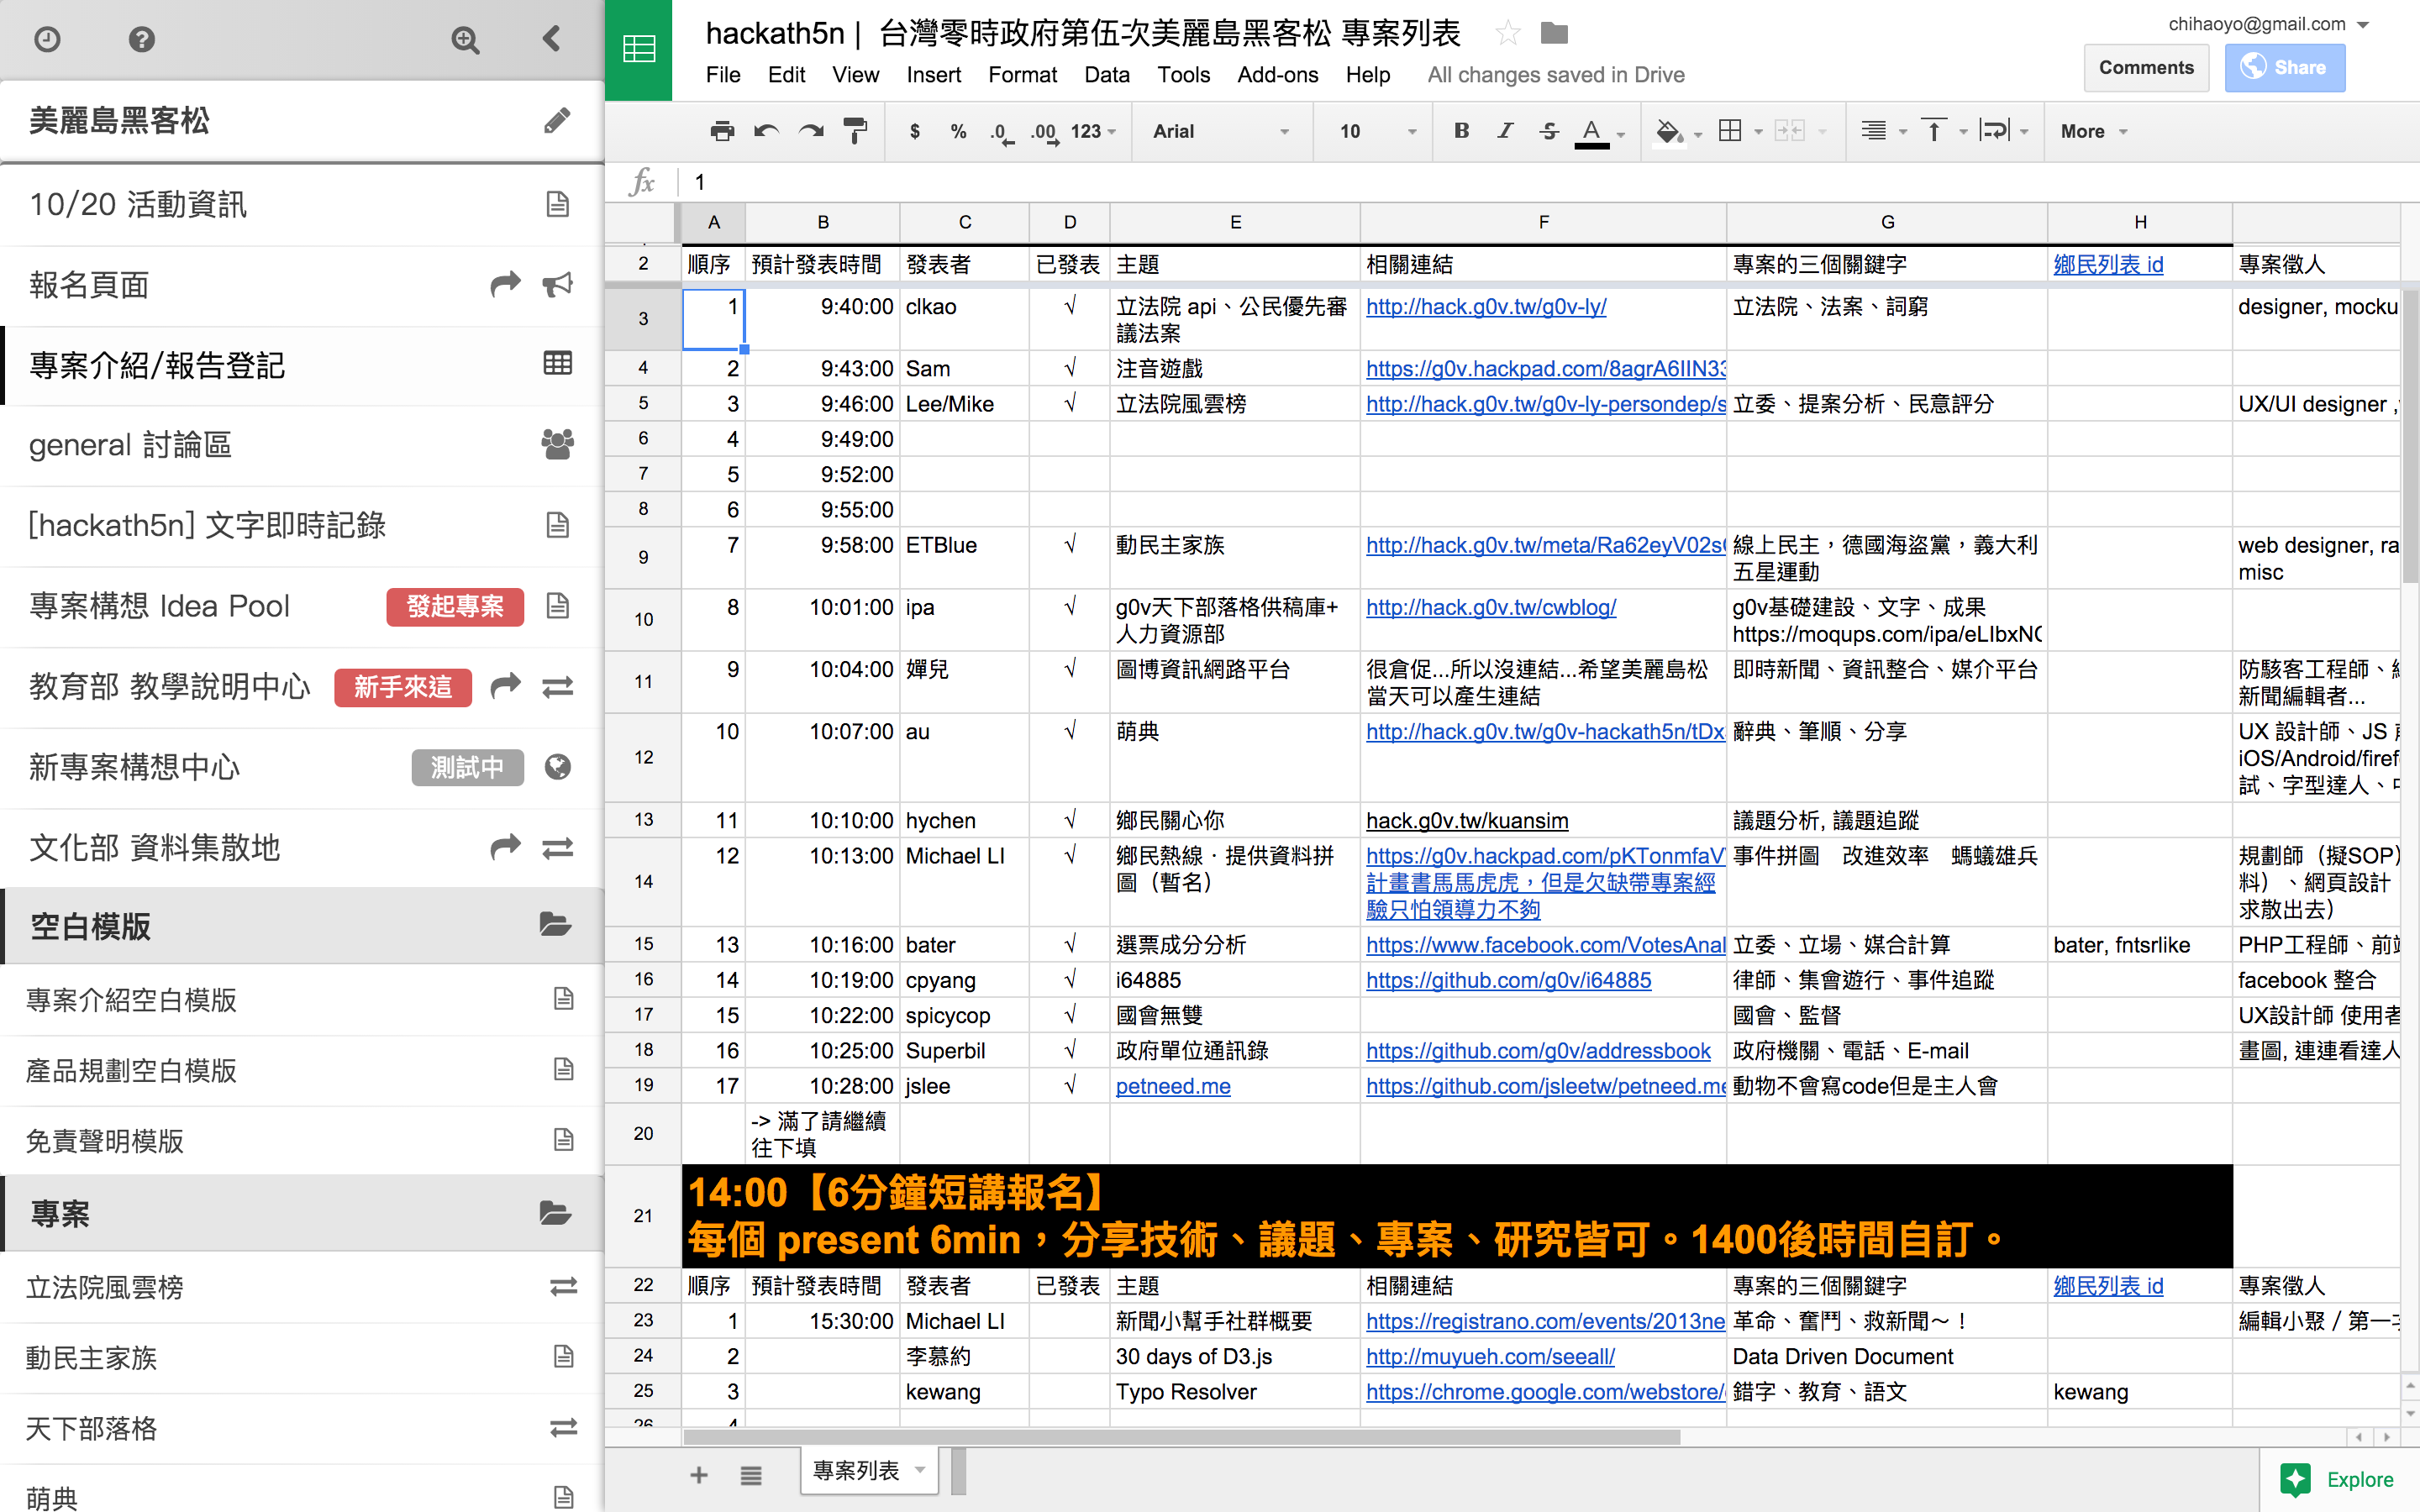 美麗島黑客松
10/20 活動資訊
報名頁面
專案介紹/報告登記
general 討論區
[hackath5n] 文字即時記錄
專案構想 Idea Pool 發起專案
教育部 教學說明中心 新手來這
新專案構想中心 測試中
文化部 資料集散地
空白模版
專案介紹空白模版
產品規劃空白模版
免責聲明模版
專案
立法院風雲榜
動民主家族
天下部落格
萌典
hackath5n | 台灣零時政府第伍次美麗島黑客松 專案列表
chihaoyo@gmail.com
File Edit View Insert Format Data Tools Add-ons Help All changes saved in Drive
Comments Share
$ % .0 .00 123 Arial 10 B I S A More
fx 1
A B C D E F G H
2 順序 預計發表時間 發表者 已發表 主題 相關連結 專案的三個關鍵字 鄉民列表 id 專案徵人
3 1 9:40:00 clkao √ 立法院 api、公民優先審 http://hack.g0v.tw/g0v-ly/ 立法院、法案、詞窮 designer, mocku
議法案
4 2 9:43:00 Sam √ 注音遊戲 https://g0v.hackpad.com/8agrA6IIN33
5 3 9:46:00 Lee/Mike √ 立法院風雲榜 http://hack.g0v.tw/g0v-ly-persondep/s 立委、提案分析、民意評分 UX/UI designer ,
6 4 9:49:00
7 5 9:52:00
8 6 9:55:00
9 7 9:58:00 ETBlue √ 動民主家族 http://hack.g0v.tw/meta/Ra62eyV02s 線上民主，德國海盜黨，義大利 web designer, ra
五星運動 misc
10 8 10:01:00 ipa √ g0v天下部落格供稿庫+ http://hack.g0v.tw/cwblog/ g0v基礎建設、文字、成果
人力資源部 https://moqups.com/ipa/eLIbxNC
11 9 10:04:00 嬋兒 √ 圖博資訊網路平台 很倉促...所以沒連結...希望美麗島松 即時新聞、資訊整合、媒介平台 防駭客工程師、
當天可以產生連結 新聞編輯者...
12 10 10:07:00 au √ 萌典 http://hack.g0v.tw/g0v-hackath5n/tDx 辭典、筆順、分享 UX 設計師、JS
iOS/Android/firef
試、字型達人、
13 11 10:10:00 hychen √ 鄉民關心你 hack.g0v.tw/kuansim 議題分析, 議題追蹤
14 12 10:13:00 Michael LI √ 鄉民熱線．提供資料拼 https://g0v.hackpad.com/pKTonmfaV 事件拼圖　改進效率　螞蟻雄兵 規劃師（擬SOP）
圖（暫名） 計畫書馬馬虎虎，但是欠缺帶專案經 料）、網頁設計
驗只怕領導力不夠 求散出去）
15 13 10:16:00 bater √ 選票成分分析 https://www.facebook.com/VotesAnal 立委、立場、媒合計算 bater, fntsrlike PHP工程師、前
16 14 10:19:00 cpyang √ i64885 https://github.com/g0v/i64885 律師、集會遊行、事件追蹤 facebook 整合
17 15 10:22:00 spicycop √ 國會無雙 國會、監督 UX設計師 使用者
18 16 10:25:00 Superbil √ 政府單位通訊錄 https://github.com/g0v/addressbook 政府機關、電話、E-mail 畫圖, 連連看達人
19 17 10:28:00 jslee √ petneed.me https://github.com/jsleetw/petneed.me 動物不會寫code但是主人會
20 -> 滿了請繼續
往下填
21 14:00【6分鐘短講報名】
每個 present 6min，分享技術、議題、專案、研究皆可。1400後時間自訂。
22 順序 預計發表時間 發表者 已發表 主題 相關連結 專案的三個關鍵字 鄉民列表 id 專案徵人
23 1 15:30:00 Michael LI 新聞小幫手社群概要 https://registrano.com/events/2013ne 革命、奮鬥、救新聞～！ 編輯小聚 / 第一
24 2 李慕約 30 days of D3.js http://muyueh.com/seeall/ Data Driven Document
25 3 kewang Typo Resolver https://chrome.google.com/webstore/ 錯字、教育、語文 kewang
26 4
專案列表
Explore